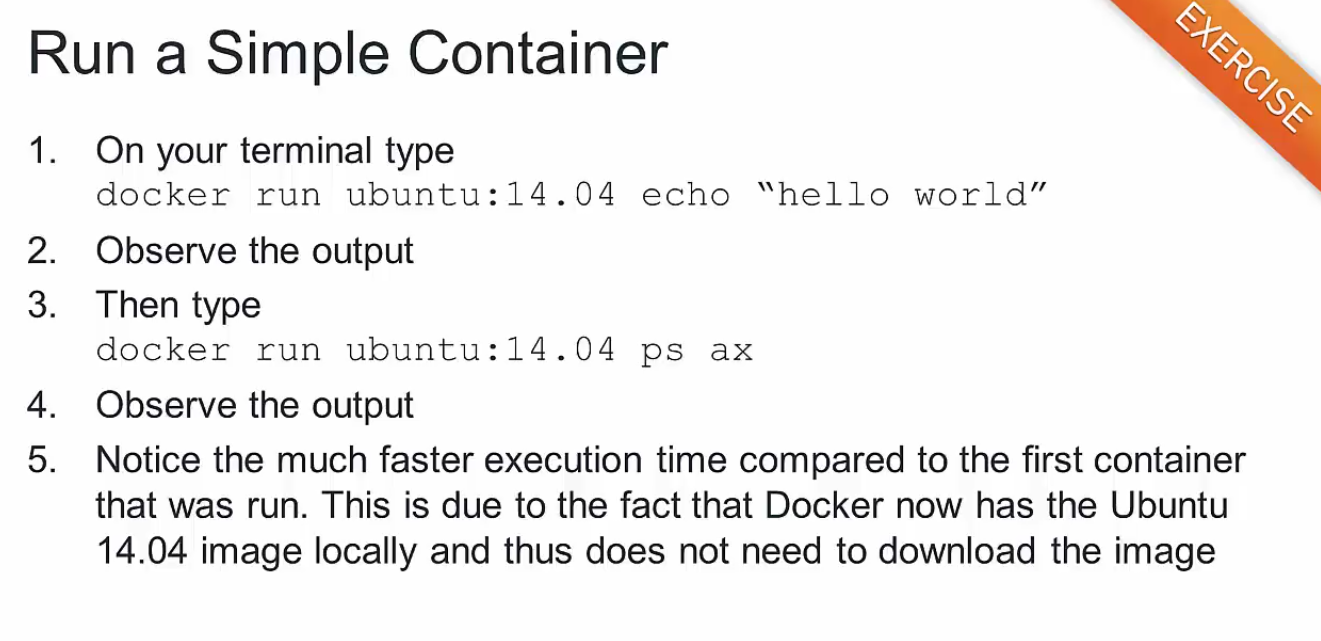 Run a Simple Container
EXERCISE
1. On your terminal type
docker run ubuntu:14.04 echo “hello world”
2. Observe the output
3. Then type
docker run ubuntu:14.04 ps ax
4. Observe the output
5. Notice the much faster execution time compared to the first container
that was run. This is due to the fact that Docker now has the Ubuntu
14.04 image locally and thus does not need to download the image